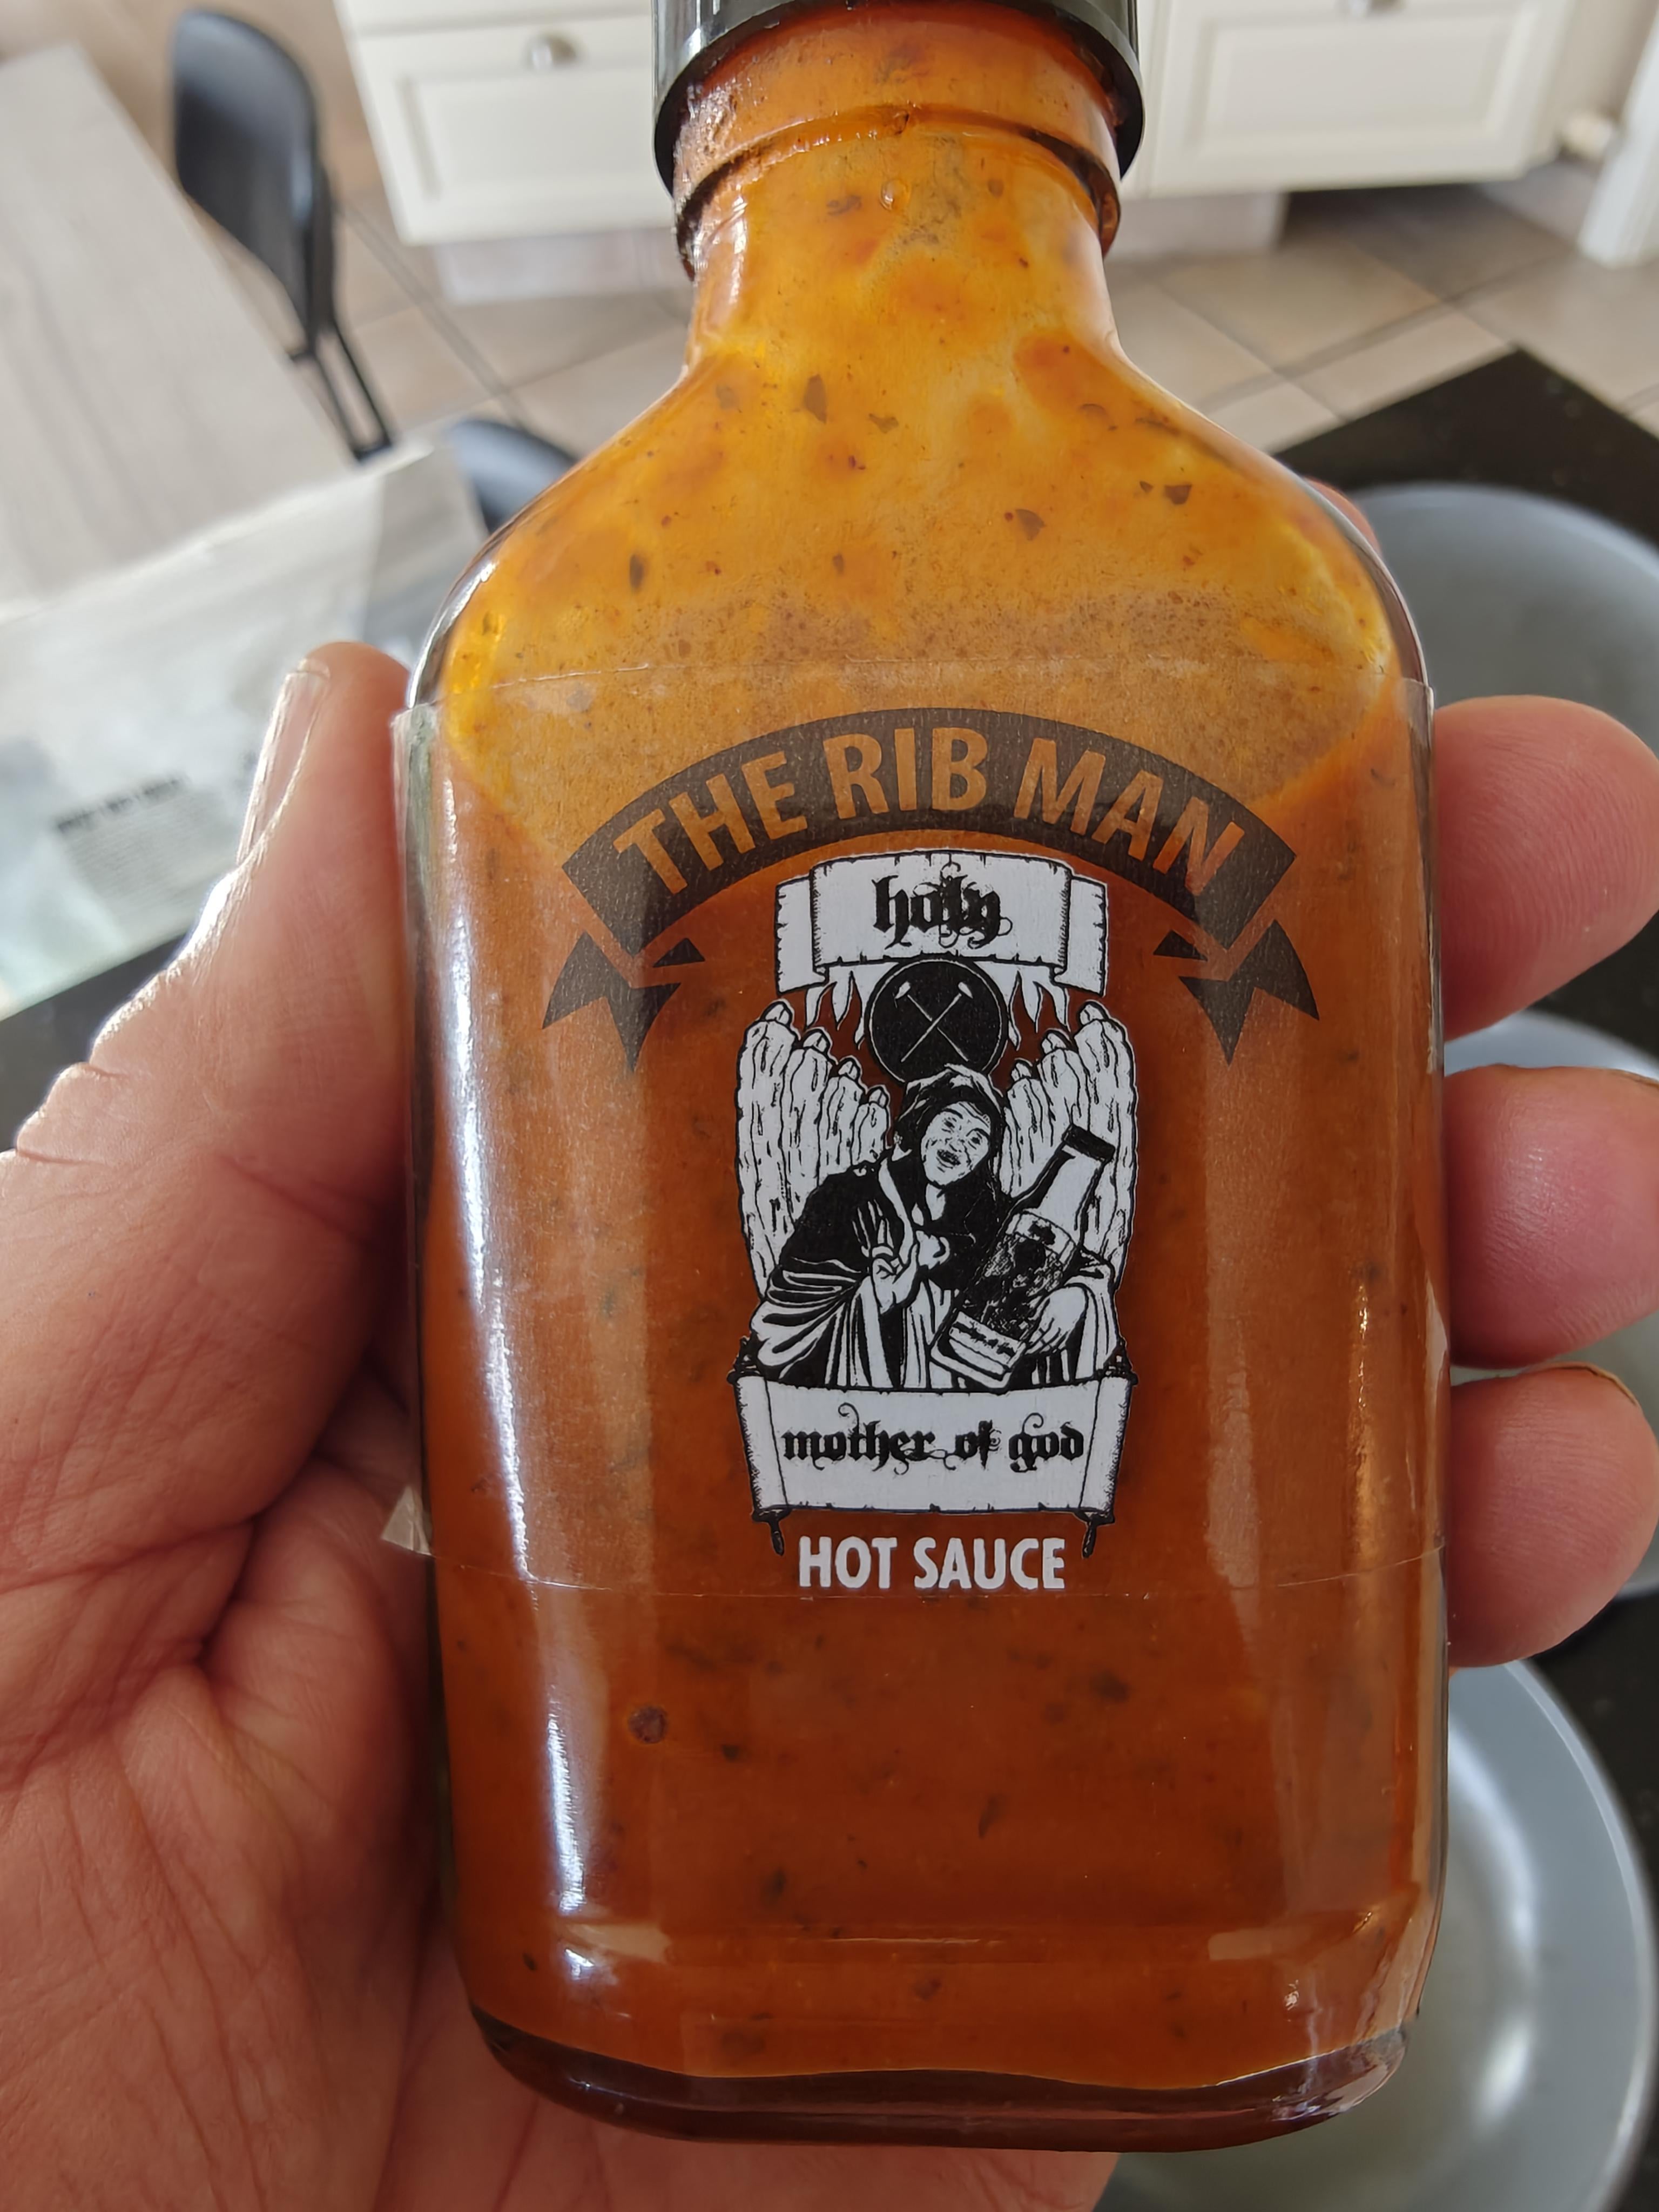 THE RIB MAN
holy
mother of god
HOT SAUCE